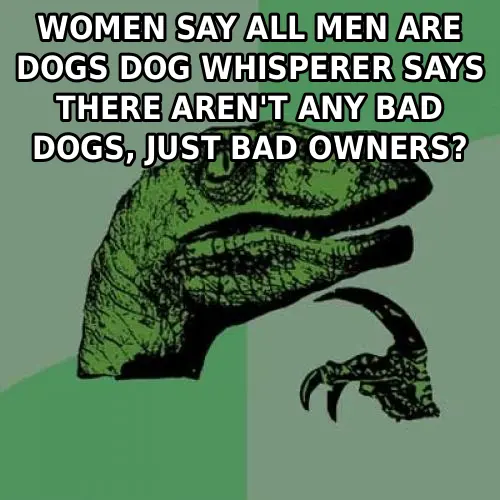 WOMEN SAY ALL MEN ARE
DOGS DOG WHISPERER SAYS
THERE AREN'T ANY BAD
DOGS, JUST BAD OWNERS?